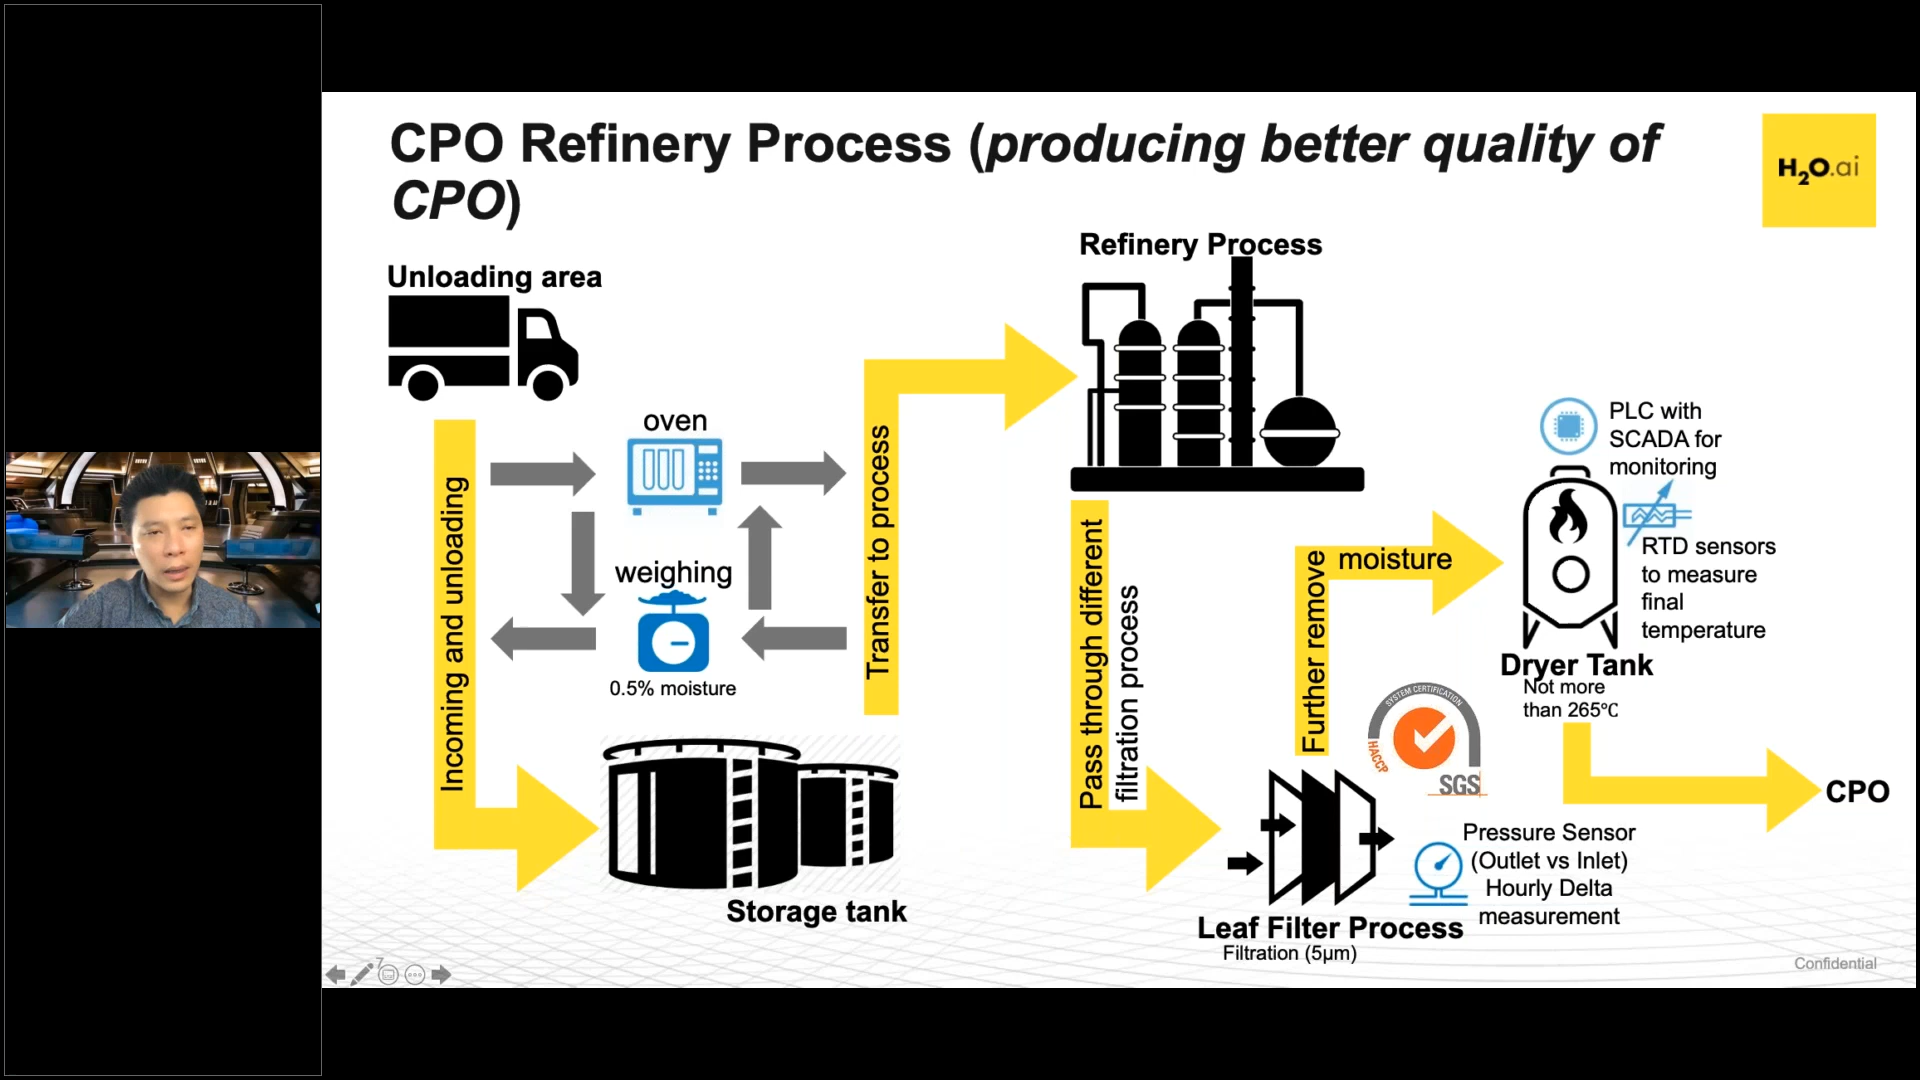 CPO Refinery Process (producing better quality of
CPO)
H2O.ai
Unloading area
Incoming and unloading
oven
weighing
0.5% moisture
Storage tank
Transfer to process
Refinery Process
Pass through different
filtration process
Leaf Filter Process
Filtration (5µm)
Pressure Sensor
(Outlet vs Inlet)
Hourly Delta
measurement
SYSTEM CERTIFICATION
HACCP
SGS
Further remove
moisture
PLC with
SCADA for
monitoring
RTD sensors
to measure
final
temperature
Dryer Tank
Not more
than 265℃
CPO
7
Confidential